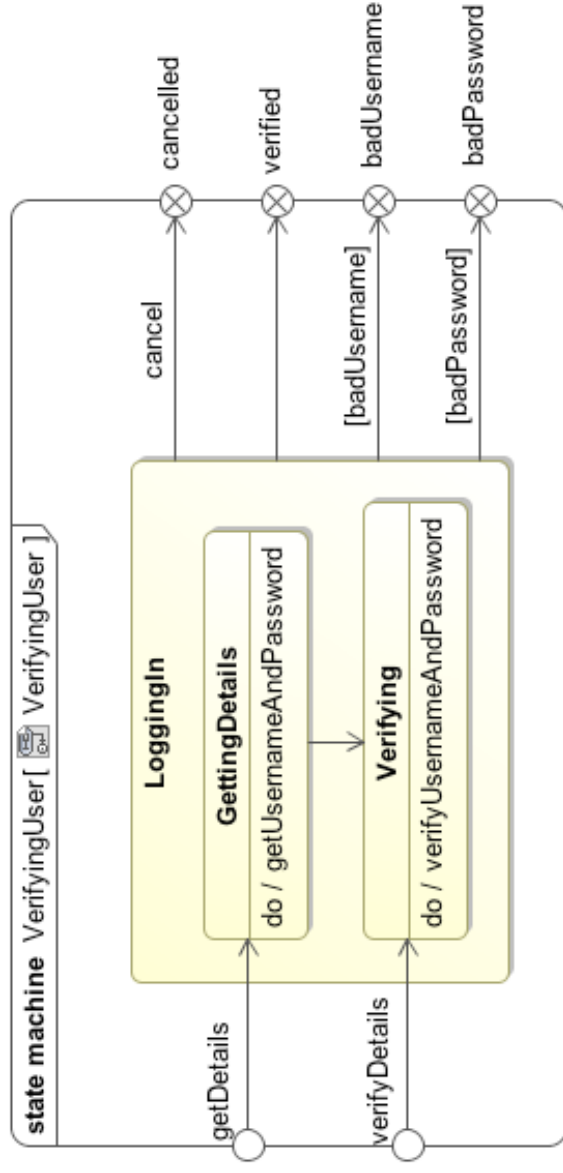 state machine VerifyingUser [ VerifyingUser ]
getDetails
verifyDetails
LoggingIn
GettingDetails
do / getUsernameAndPassword
Verifying
do / verifyUsernameAndPassword
cancel
[badUsername]
[badPassword]
cancelled
verified
badUsername
badPassword